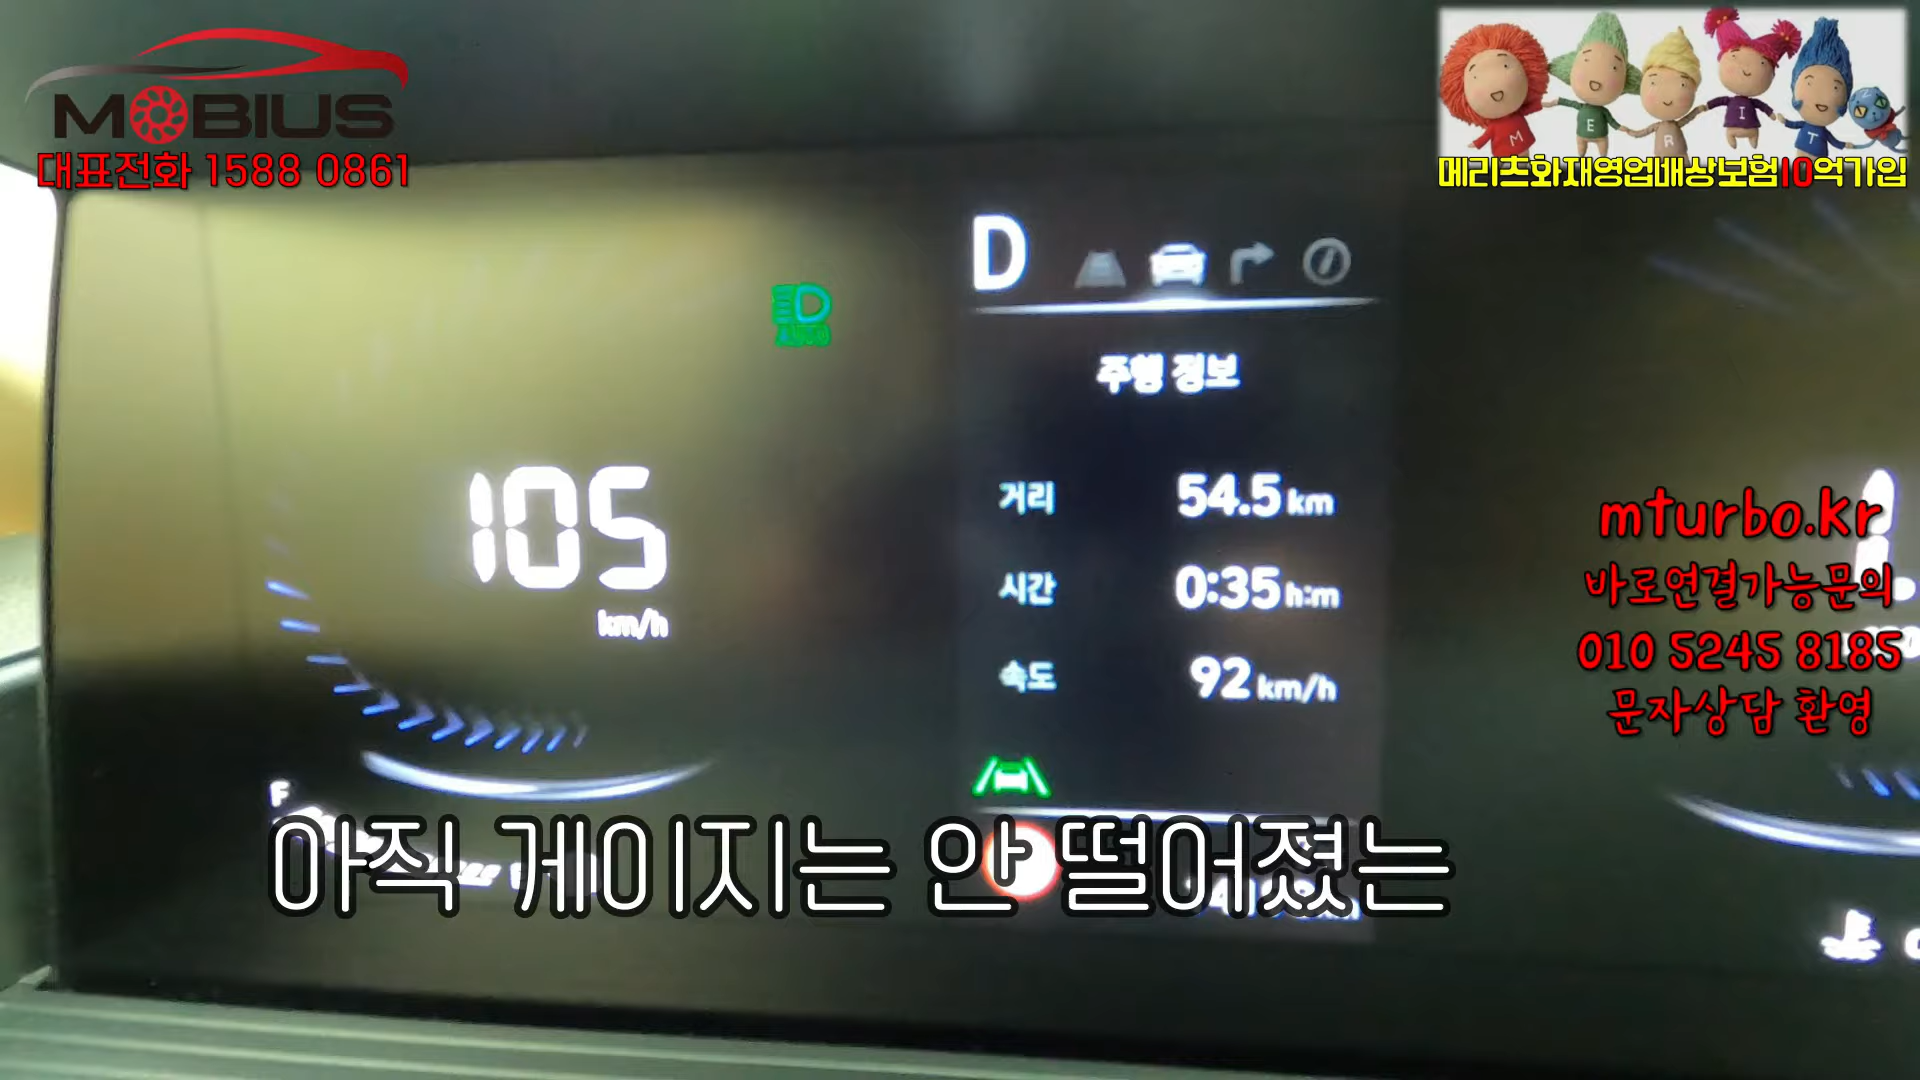 MOBIUS
대표전화 1588 0861
M E R I T Z
메리츠화재영업배상보험10억가입
D
AUTO
주행 정보
105
km/h
거리 54.5 km
시간 0:35 h:m
속도 92 km/h
mturbo.kr
바로연결가능문의
010 5245 8185
문자상담 환영
F
아직 게이지는 안 떨어졌는